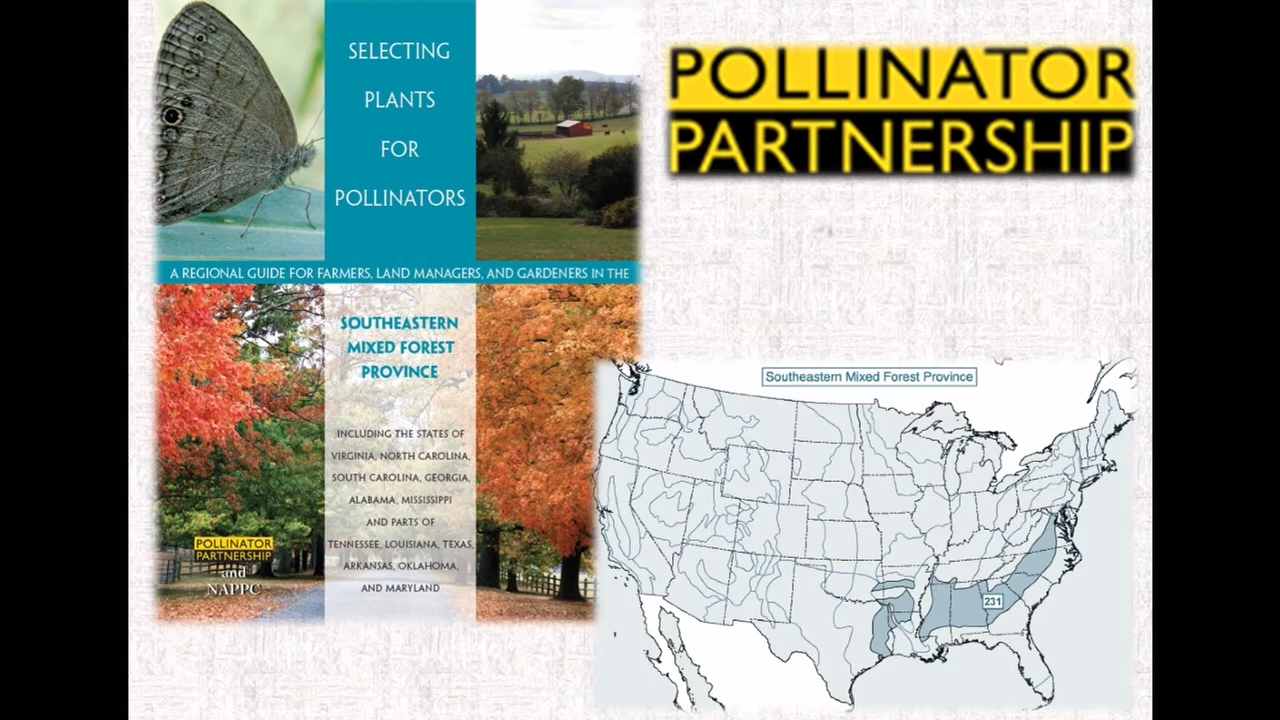 SELECTING
PLANTS
FOR
POLLINATORS
A REGIONAL GUIDE FOR FARMERS, LAND MANAGERS, AND GARDENERS IN THE
SOUTHEASTERN
MIXED FOREST
PROVINCE
INCLUDING THE STATES OF
VIRGINIA, NORTH CAROLINA,
SOUTH CAROLINA, GEORGIA,
ALABAMA, MISSISSIPPI
AND PARTS OF
TENNESSEE, LOUISIANA, TEXAS,
ARKANSAS, OKLAHOMA,
AND MARYLAND
POLLINATOR
PARTNERSHIP
and
NAPPC
POLLINATOR
PARTNERSHIP
Southeastern Mixed Forest Province
231